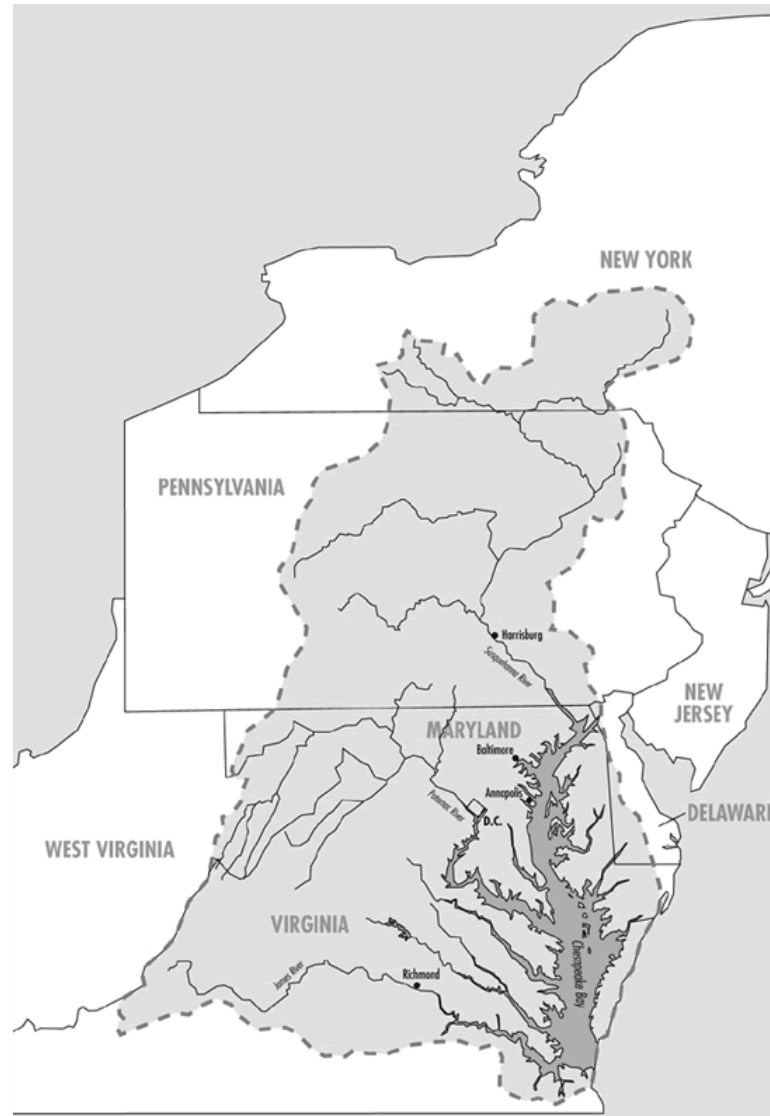 NEW YORK
PENNSYLVANIA
Harrisburg
Susquehanna River
NEW
JERSEY
MARYLAND
Baltimore
Annapolis
Potomac River
D.C.
DELAWARE
WEST VIRGINIA
VIRGINIA
Chesapeake Bay
James River
Richmond